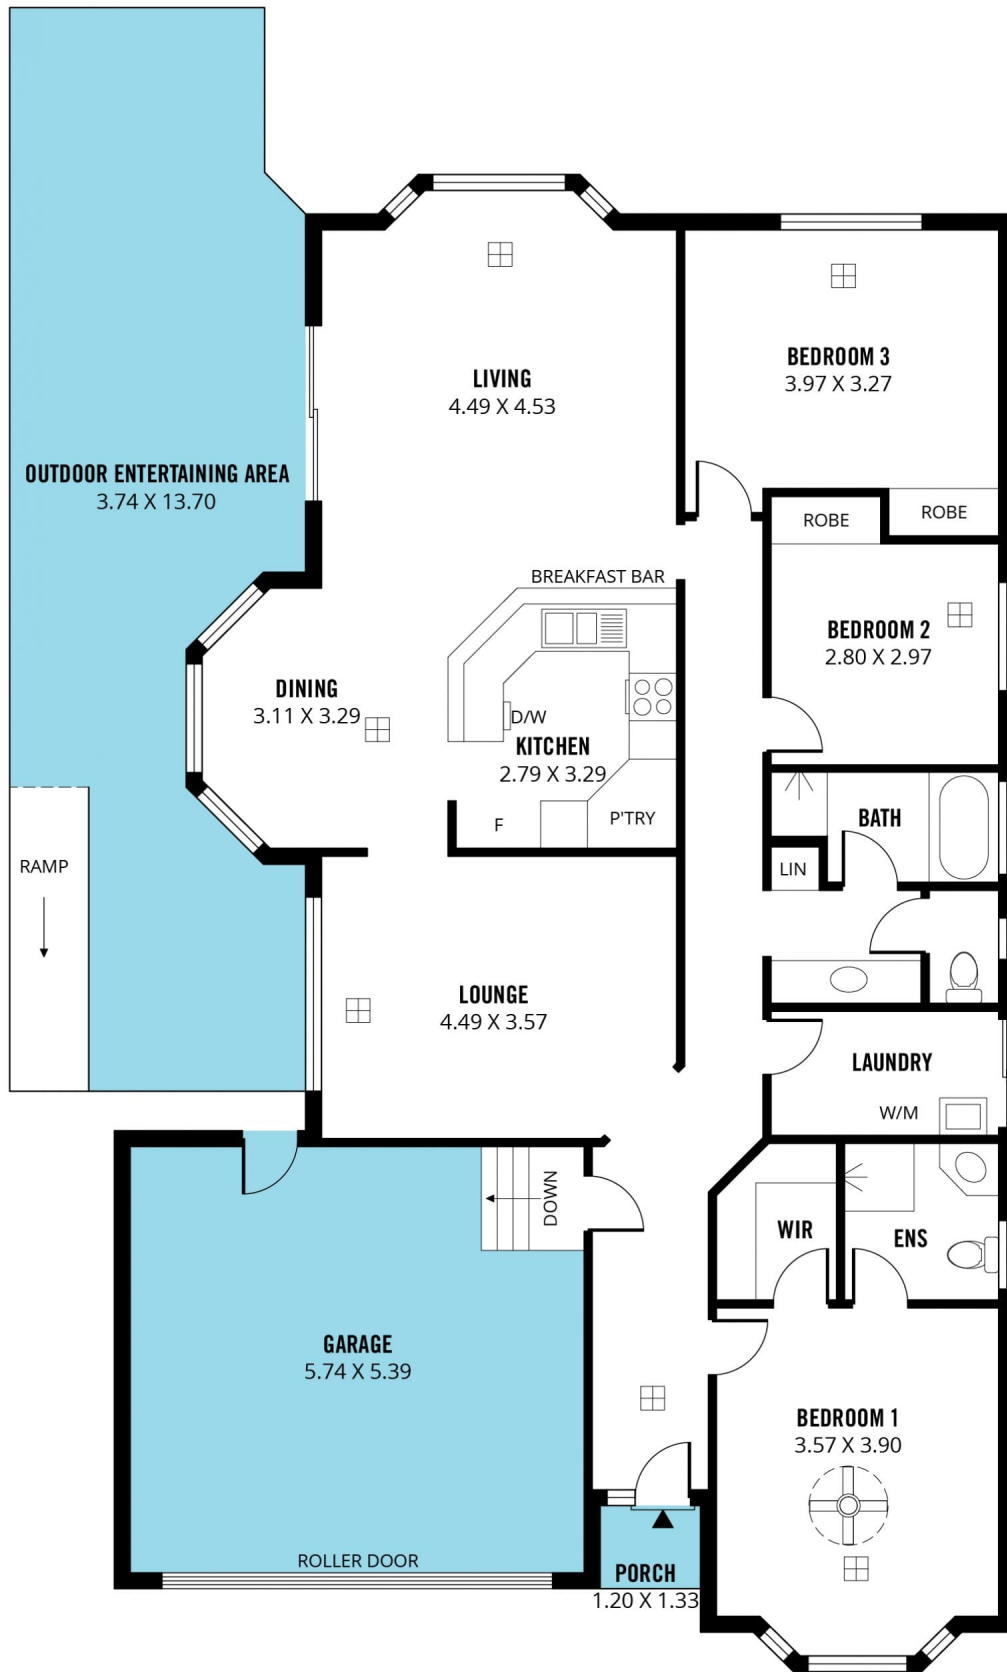 LIVING
4.49 X 4.53
BEDROOM 3
3.97 X 3.27
OUTDOOR ENTERTAINING AREA
3.74 X 13.70
ROBE
ROBE
BREAKFAST BAR
BEDROOM 2
2.80 X 2.97
DINING
3.11 X 3.29
D/W
KITCHEN
2.79 X 3.29
F
P'TRY
BATH
RAMP
LIN
LOUNGE
4.49 X 3.57
LAUNDRY
W/M
DOWN
WIR
ENS
GARAGE
5.74 X 5.39
BEDROOM 1
3.57 X 3.90
ROLLER DOOR
PORCH
1.20 X 1.33